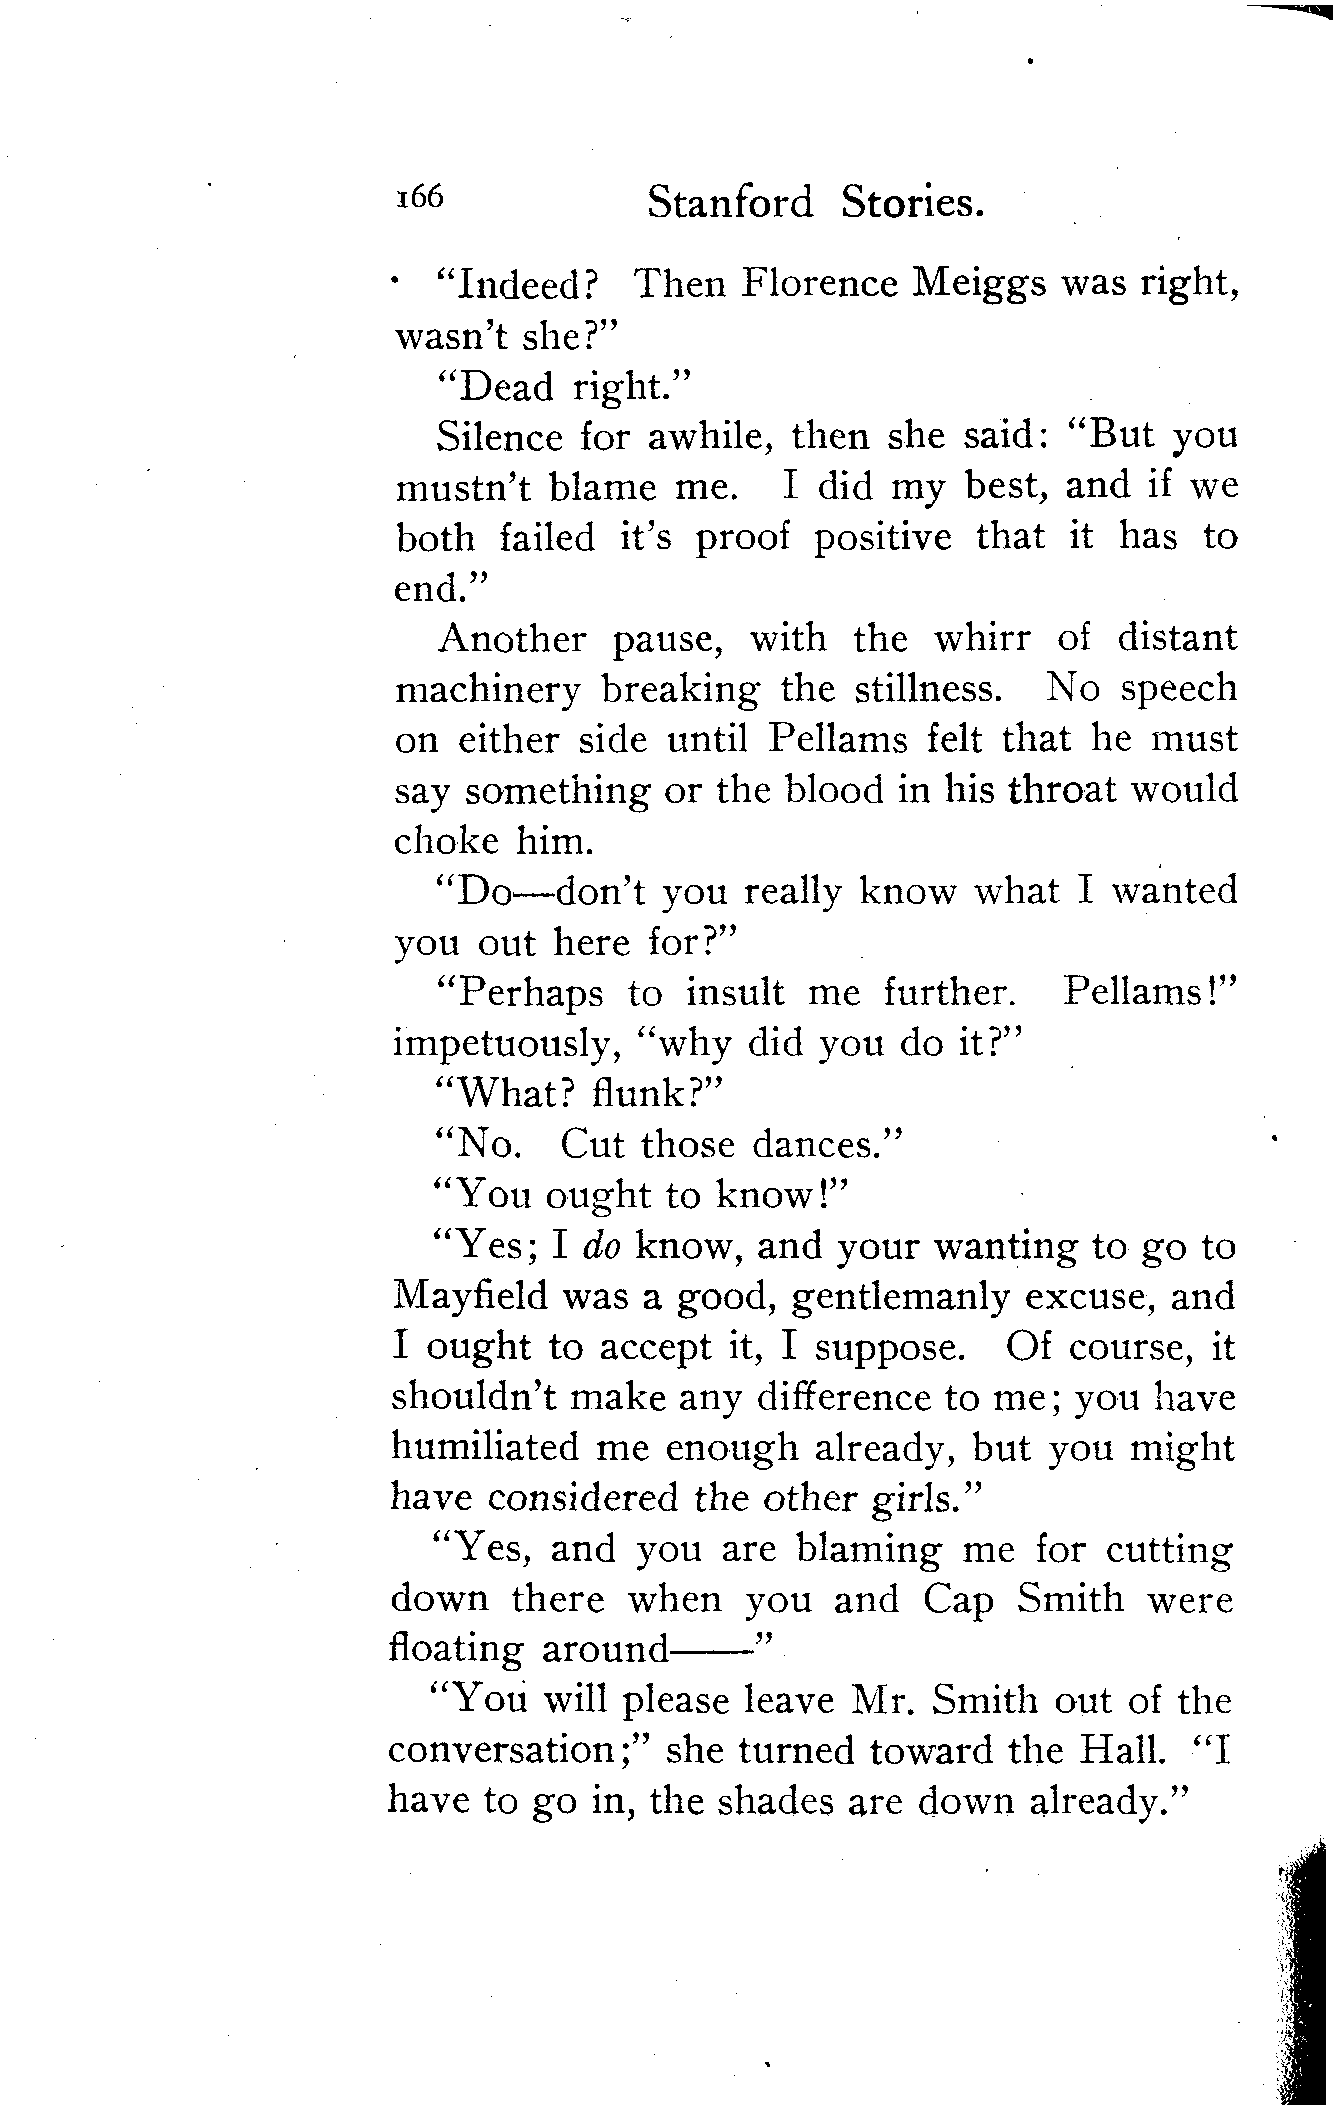 166 Stanford Stories.
“Indeed? Then Florence Meiggs was right,
wasn't she?”
“Dead right.”
Silence for awhile, then she said: “But you
mustn't blame me. I did my best, and if we
both failed it's proof positive that it has to
end.”
Another pause, with the whirr of distant
machinery breaking the stillness. No speech
on either side until Pellams felt that he must
say something or the blood in his throat would
choke him.
“Do—don't you really know what I wanted
you out here for?”
“Perhaps to insult me further. Pellams!”
impetuously, “why did you do it?”
“What? flunk?”
“No. Cut those dances.”
“You ought to know!”
“Yes; I do know, and your wanting to go to
Mayfield was a good, gentlemanly excuse, and
I ought to accept it, I suppose. Of course, it
shouldn't make any difference to me; you have
humiliated me enough already, but you might
have considered the other girls.”
“Yes, and you are blaming me for cutting
down there when you and Cap Smith were
floating around——”
“You will please leave Mr. Smith out of the
conversation;” she turned toward the Hall. “I
have to go in, the shades are down already.”